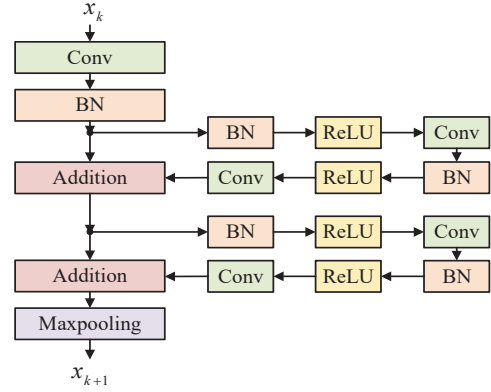 x_k
Conv
BN
BN ReLU Conv
Addition Conv ReLU BN
BN ReLU Conv
Addition Conv ReLU BN
Maxpooling
x_{k+1}